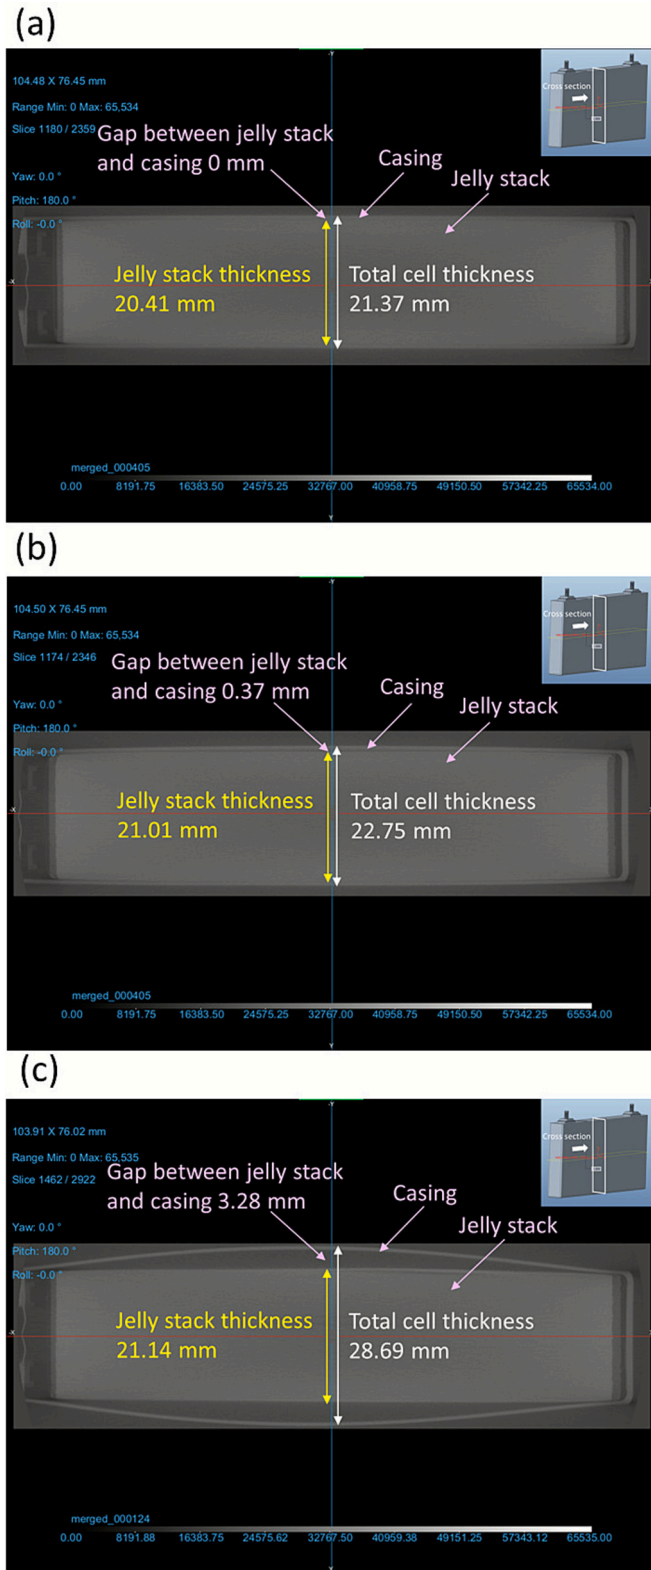 (a)
-Y
104.48 X 76.45 mm
Range Min: 0 Max: 65,534
Slice 1180 / 2359
Cross section
Gap between jelly stack
and casing 0 mm
Casing
Jelly stack
Yaw: 0.0 °
Pitch: 180.0 °
Roll: -0.0 °
-X
Jelly stack thickness
20.41 mm
Total cell thickness
21.37 mm
merged_000405
0.00 8191.75 16383.50 24575.25 32767.00 40958.75 49150.50 57342.25 65534.00
Y
(b)
-Y
104.50 X 76.45 mm
Range Min: 0 Max: 65,534
Slice 1174 / 2346
Cross section
Gap between jelly stack
and casing 0.37 mm
Casing
Jelly stack
Yaw: 0.0 °
Pitch: 180.0 °
Roll: -0.0 °
-X
Jelly stack thickness
21.01 mm
Total cell thickness
22.75 mm
merged_000405
0.00 8191.75 16383.50 24575.25 32767.00 40958.75 49150.50 57342.25 65534.00
Y
(c)
-Y
103.91 X 76.02 mm
Range Min: 0 Max: 65,535
Slice 1462 / 2922
Cross section
Gap between jelly stack
and casing 3.28 mm
Casing
Jelly stack
Yaw: 0.0 °
Pitch: 180.0 °
Roll: -0.0 °
-X
Jelly stack thickness
21.14 mm
Total cell thickness
28.69 mm
merged_000124
0.00 8191.88 16383.75 24575.62 32767.50 40959.38 49151.25 57343.12 65535.00
Y